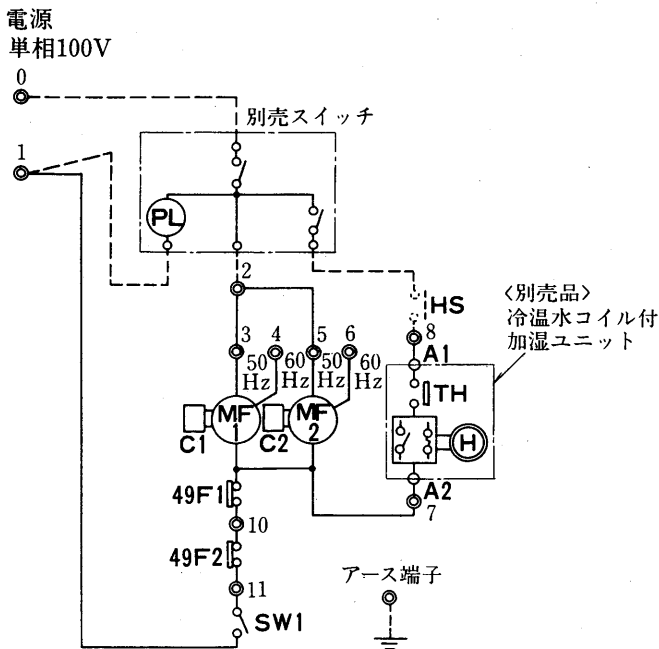 電源
単相100V
0
別売スイッチ
1
PL
2
HS
<別売品>
冷温水コイル付
加湿ユニット
3
4
5
6
8
50
Hz
60
Hz
50
Hz
60
Hz
A1
TH
MF
1
MF
2
C1
C2
H
A2
7
49F1
10
49F2
11
アース端子
SW1